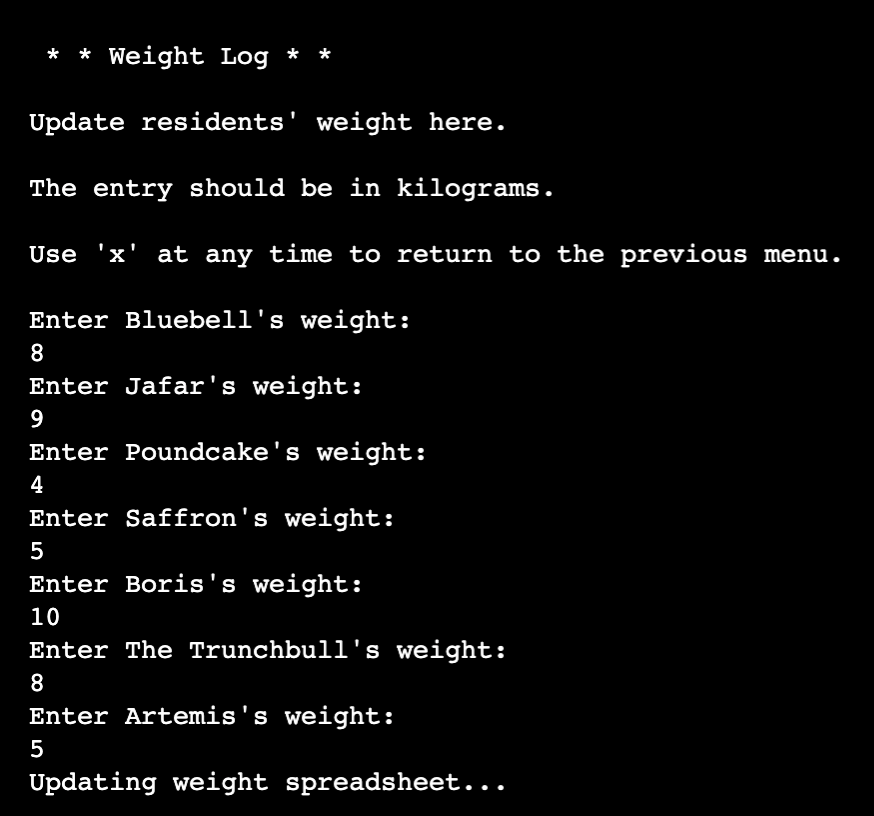 * * Weight Log * *
Update residents' weight here.
The entry should be in kilograms.
Use 'x' at any time to return to the previous menu.
Enter Bluebell's weight:
8
Enter Jafar's weight:
9
Enter Poundcake's weight:
4
Enter Saffron's weight:
5
Enter Boris's weight:
10
Enter The Trunchbull's weight:
8
Enter Artemis's weight:
5
Updating weight spreadsheet...